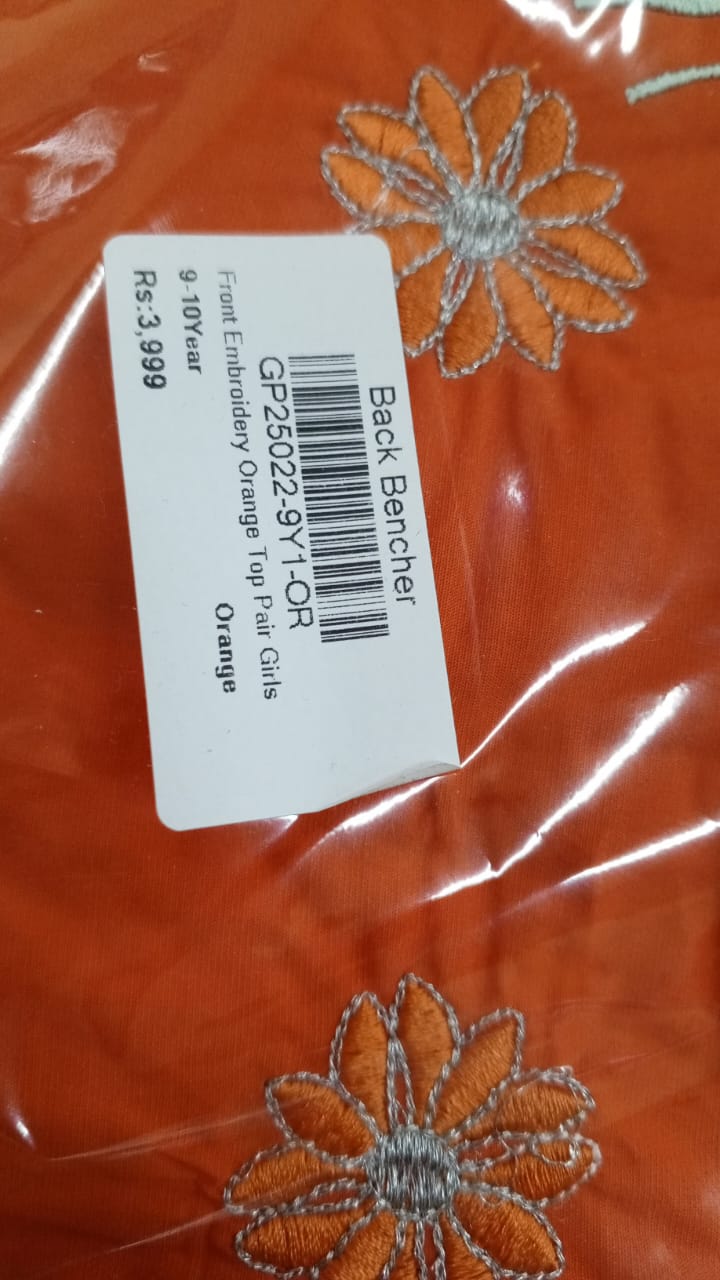 Back Bencher
GP25022-9Y1-OR
Front Embroidery Orange Top Pair Girls
9-10Year
Orange
Rs:3,999